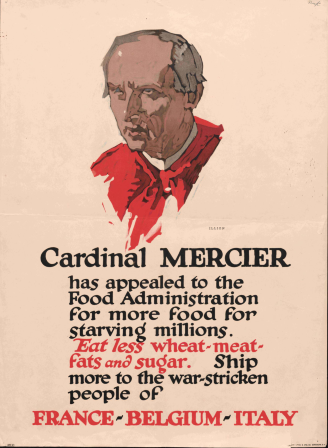 ILLIAN
Cardinal MERCIER
has appealed to the
Food Administration
for more food for
starving millions.
Eat less wheat-meat-
fats and sugar. Ship
more to the war-stricken
people of
FRANCE-BELGIUM-ITALY